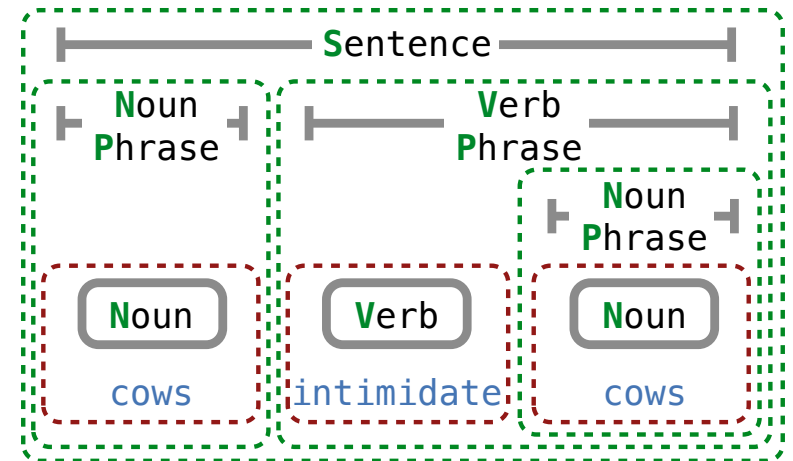 Sentence
Noun
Phrase
Verb
Phrase
Noun
Phrase
Noun
Verb
Noun
cows
intimidate
cows